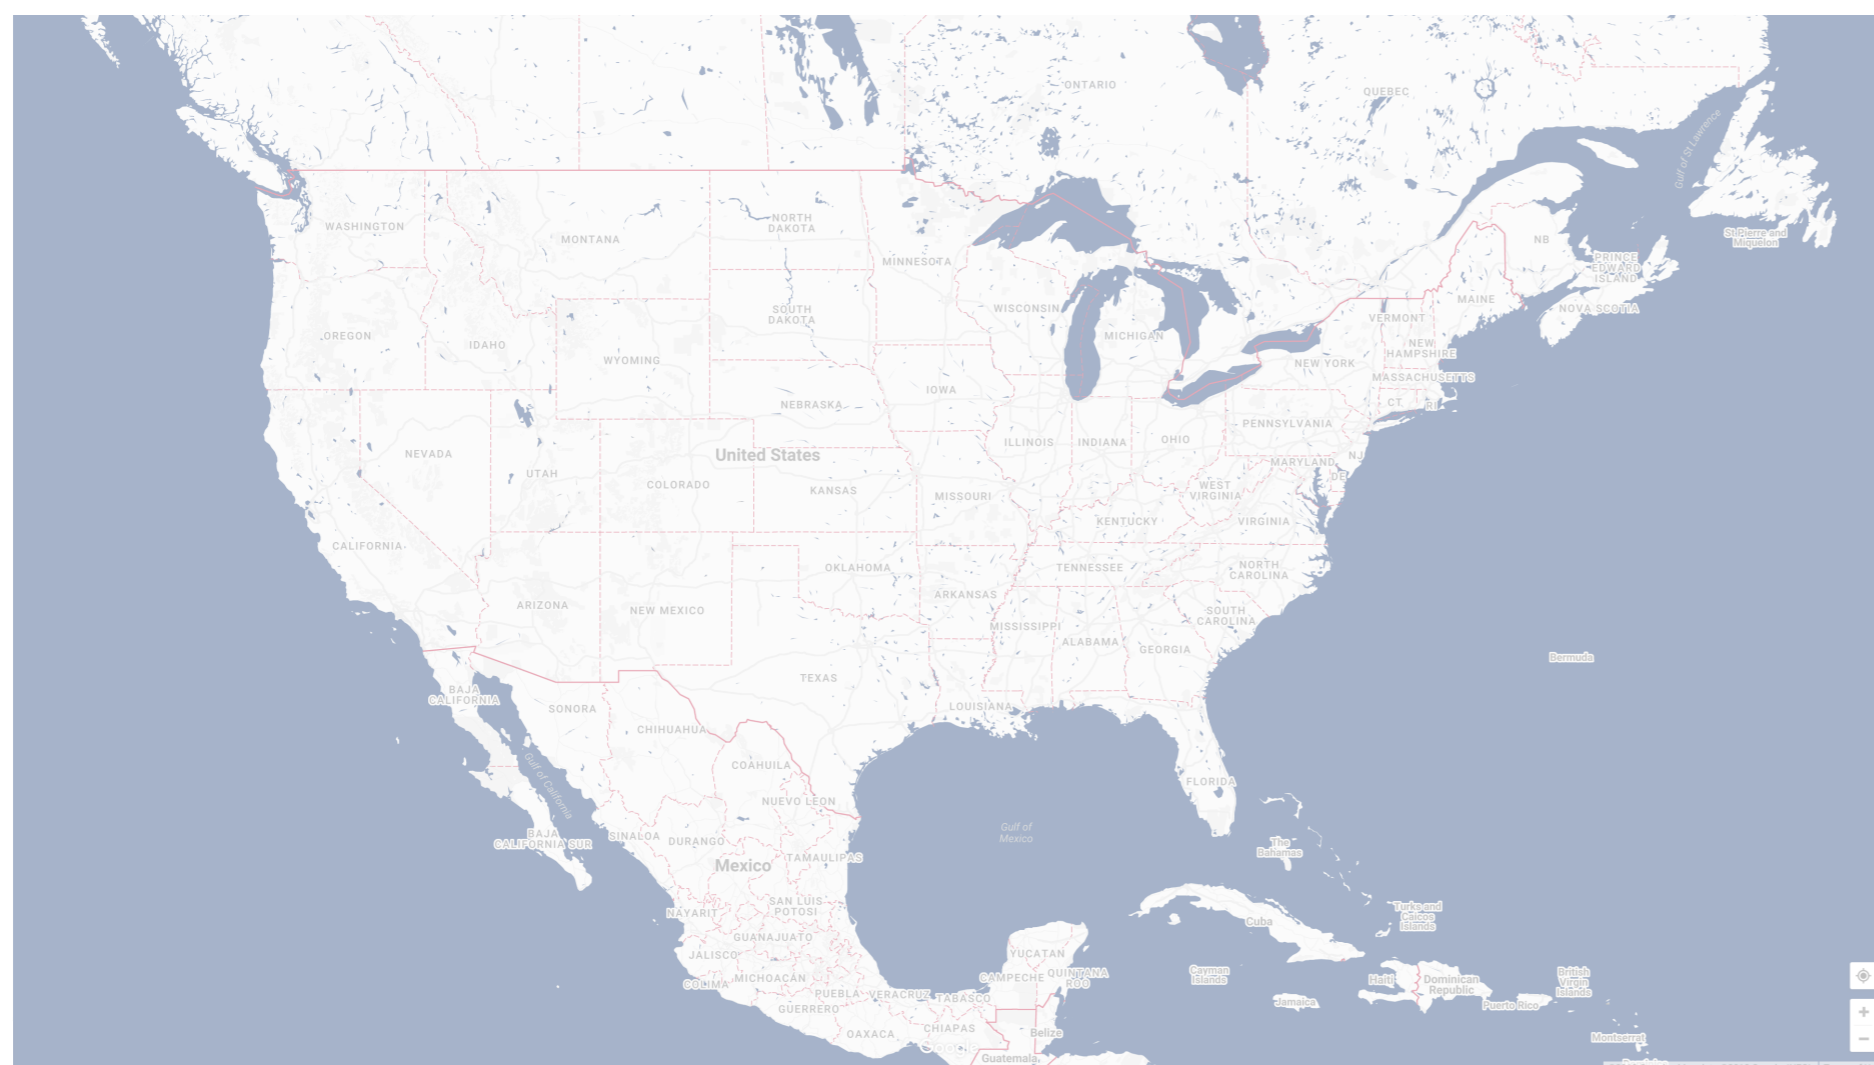 ONTARIO
QUEBEC
Gulf of St Lawrence
WASHINGTON
MONTANA
NORTH
DAKOTA
MINNESOTA
NB
St Pierre and
Miquelon
PRINCE
EDWARD
ISLAND
NOVA SCOTIA
MAINE
VERMONT
NEW
HAMPSHIRE
MASSACHUSETTS
CT
RI
NEW YORK
OREGON
IDAHO
WYOMING
SOUTH
DAKOTA
WISCONSIN
MICHIGAN
IOWA
NEBRASKA
PENNSYLVANIA
OHIO
INDIANA
ILLINOIS
NEVADA
UTAH
COLORADO
United States
KANSAS
MISSOURI
WEST
VIRGINIA
MARYLAND
NJ
DE
VIRGINIA
KENTUCKY
CALIFORNIA
ARIZONA
NEW MEXICO
OKLAHOMA
ARKANSAS
TENNESSEE
NORTH
CAROLINA
SOUTH
CAROLINA
MISSISSIPPI
ALABAMA
GEORGIA
Bermuda
TEXAS
LOUISIANA
FLORIDA
BAJA
CALIFORNIA
SONORA
CHIHUAHUA
COAHUILA
NUEVO LEON
Gulf of California
BAJA
CALIFORNIA SUR
SINALOA
DURANGO
Mexico
TAMAULIPAS
Gulf of
Mexico
The
Bahamas
NAYARIT
SAN LUIS
POTOSI
GUANAJUATO
JALISCO
COLIMA
MICHOACÁN
PUEBLA
VERACRUZ
TABASCO
GUERRERO
OAXACA
CHIAPAS
YUCATAN
CAMPECHE
QUINTANA
ROO
Belize
Guatemala
Google
Cuba
Turks and
Caicos
Islands
Cayman
Islands
Jamaica
Haiti
Dominican
Republic
Puerto Rico
British
Virgin
Islands
Montserrat